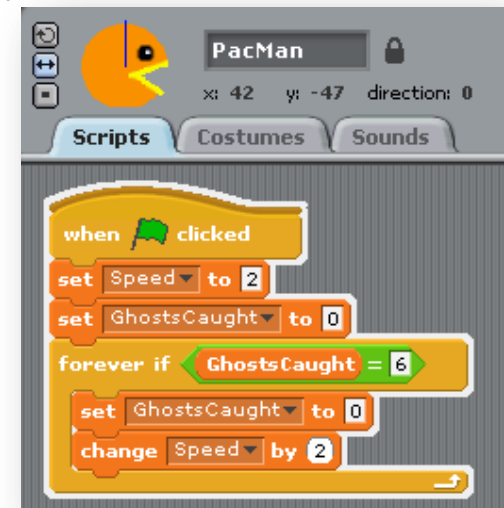 PacMan
x: 42 y: -47 direction: 0
Scripts Costumes Sounds
when clicked
set Speed to 2
set GhostsCaught to 0
forever if GhostsCaught = 6
set GhostsCaught to 0
change Speed by 2